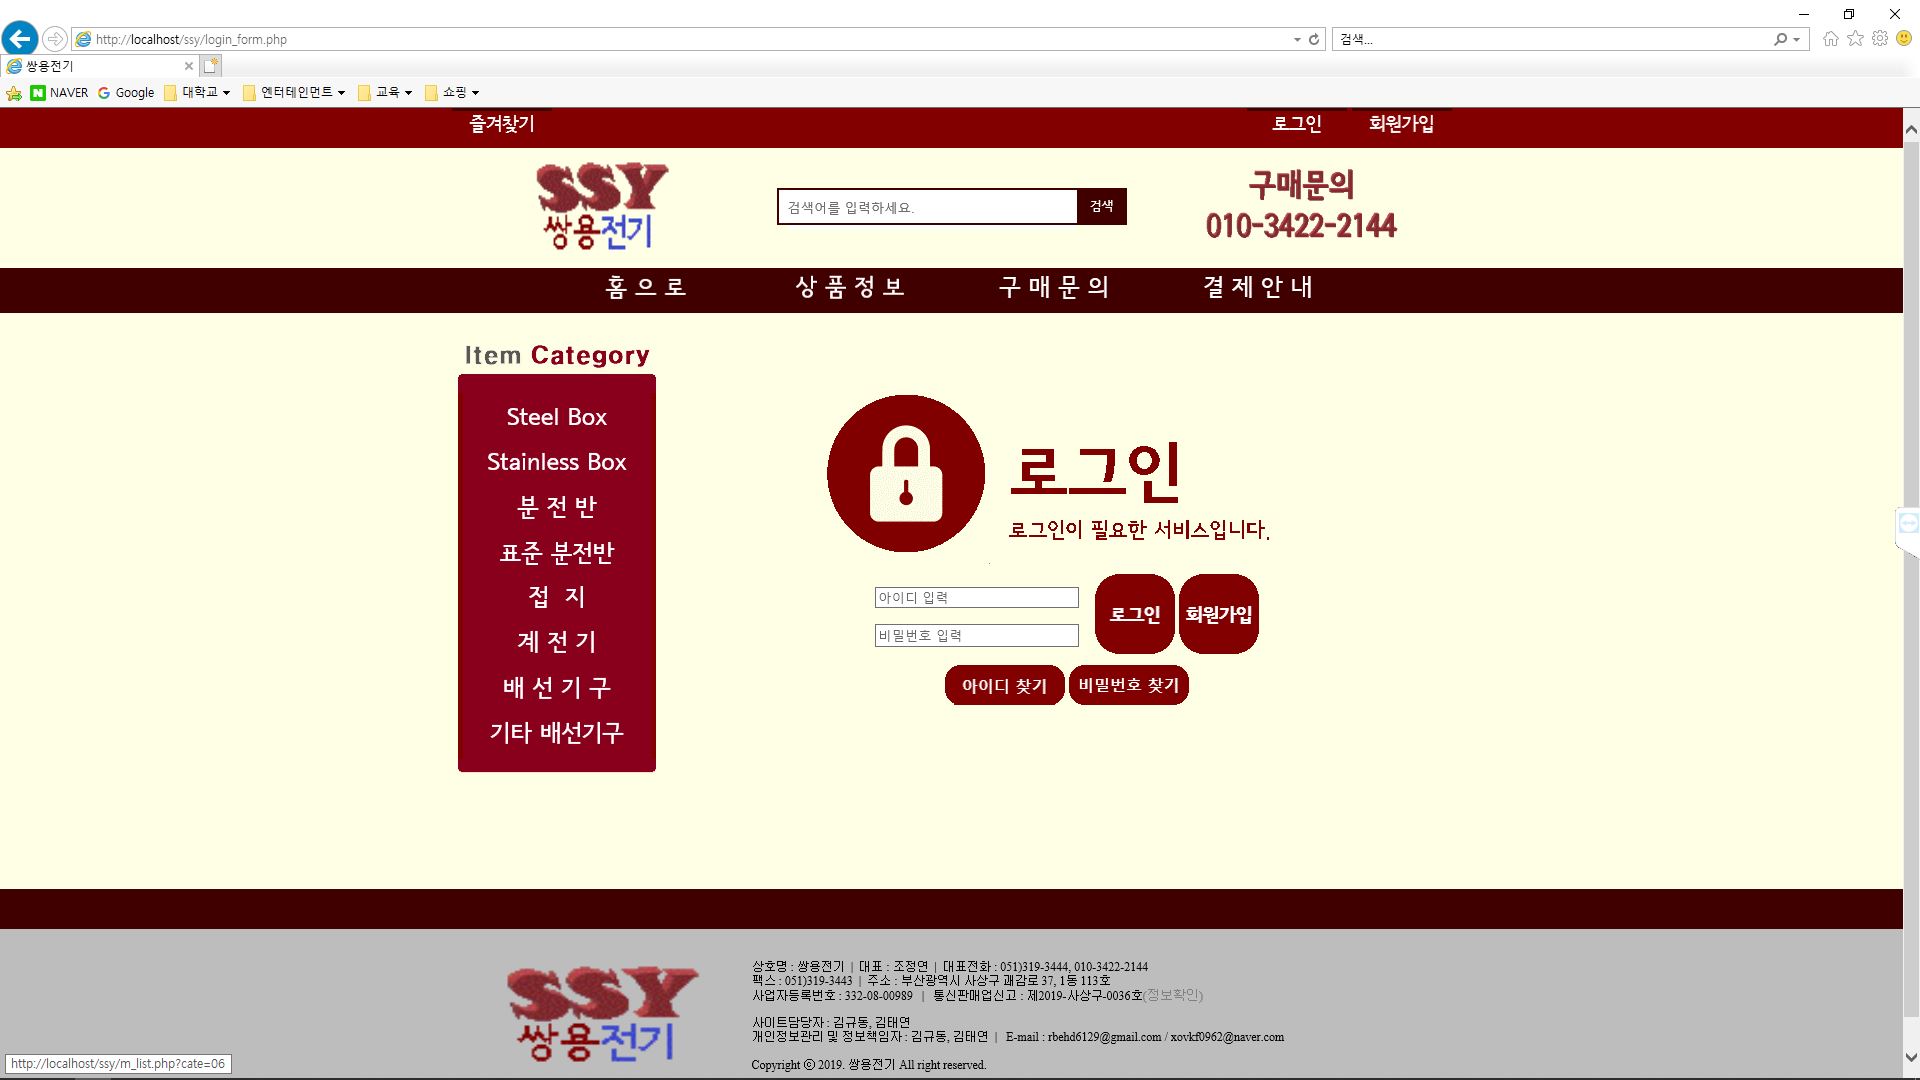 http://localhost/ssy/login_form.php
검색...
쌍용전기
NAVER Google 대학교 엔터테인먼트 교육 쇼핑
즐겨찾기 로그인 회원가입
SSY
쌍용전기
검색어를 입력하세요. 검색
구매문의
010-3422-2144
홈 으 로 상 품 정 보 구 매 문 의 결 제 안 내
Item Category
Steel Box
Stainless Box
분 전 반
표준 분전반
접 지
계 전 기
배 선 기 구
기타 배선기구
로그인
로그인이 필요한 서비스입니다.
아이디 입력
비밀번호 입력
로그인 회원가입
아이디 찾기 비밀번호 찾기
SSY
쌍용전기
상호명 : 쌍용전기 | 대표 : 조정연 | 대표전화 : 051)319-3444, 010-3422-2144
팩스 : 051)319-3443 | 주소 : 부산광역시 사상구 괘감로 37, 1동 113호
사업자등록번호 : 332-08-00989 | 통신판매업신고 : 제2019-사상구-0036호(정보확인)
사이트담당자 : 김규동, 김태연
개인정보관리 및 정보책임자 : 김규동, 김태연 | E-mail : rbehd6129@gmail.com / xovkf0962@naver.com
Copyright ⓒ 2019. 쌍용전기 All right reserved.
http://localhost/ssy/m_list.php?cate=06